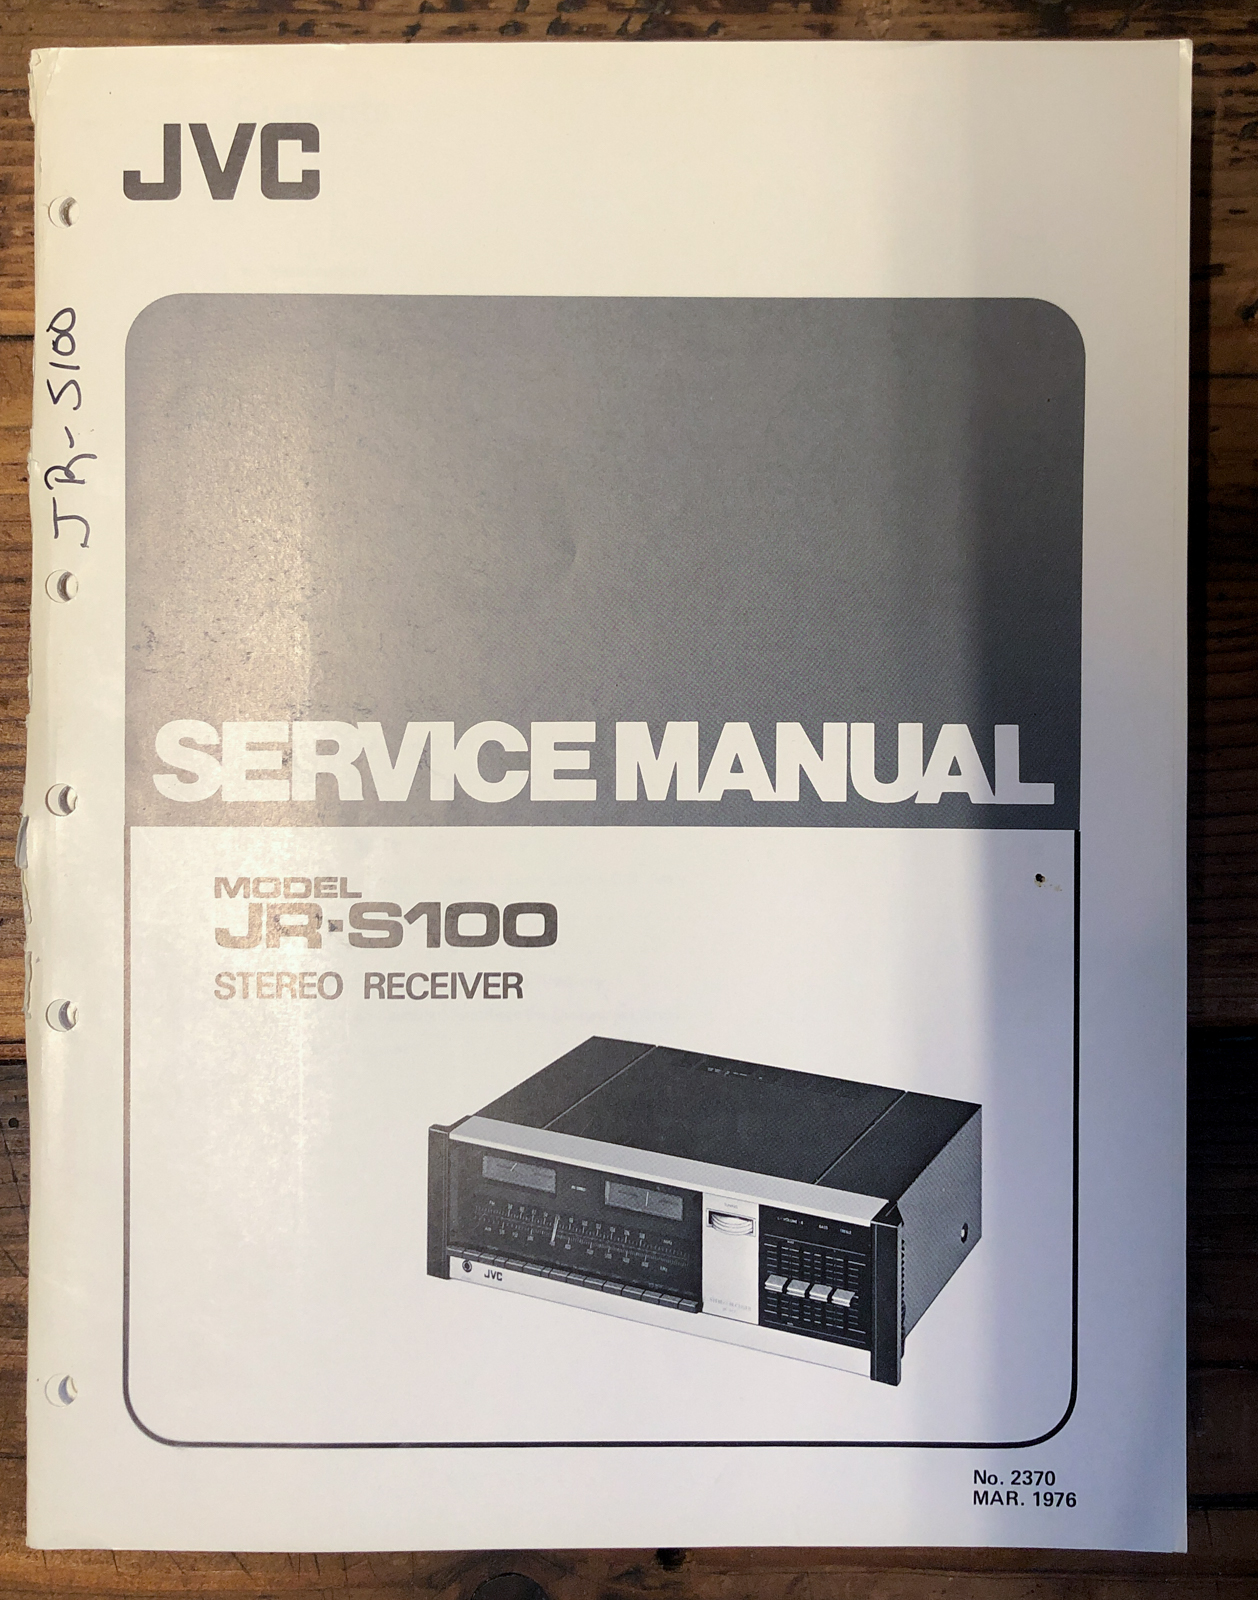 JVC
JR-S100
SERVICE MANUAL
MODEL
JR-S100
STEREO RECEIVER
JVC
No. 2370
MAR. 1976